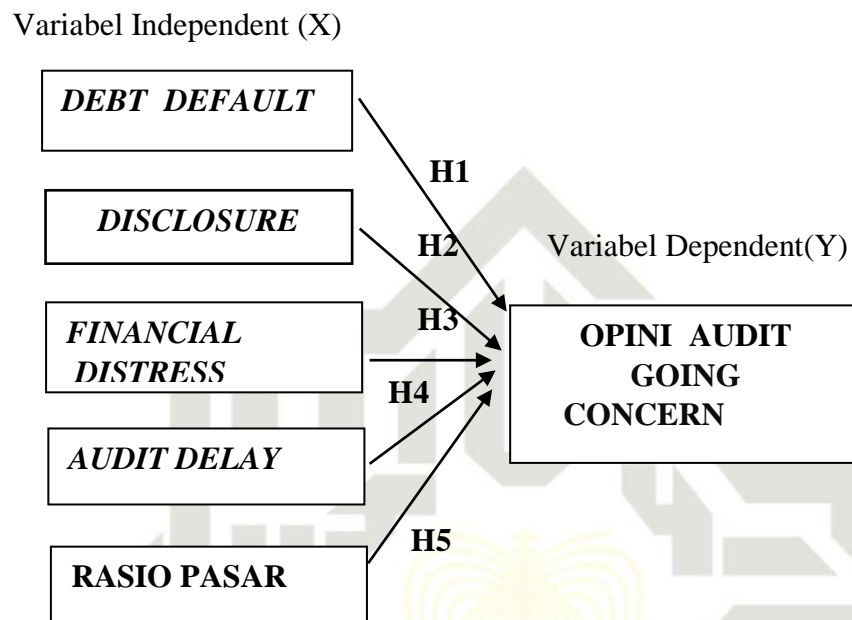 Variabel Independent (X)
DEBT DEFAULT
H1
DISCLOSURE
H2
Variabel Dependent(Y)
FINANCIAL
DISTRESS
H3
OPINI AUDIT
GOING
CONCERN
H4
AUDIT DELAY
H5
RASIO PASAR